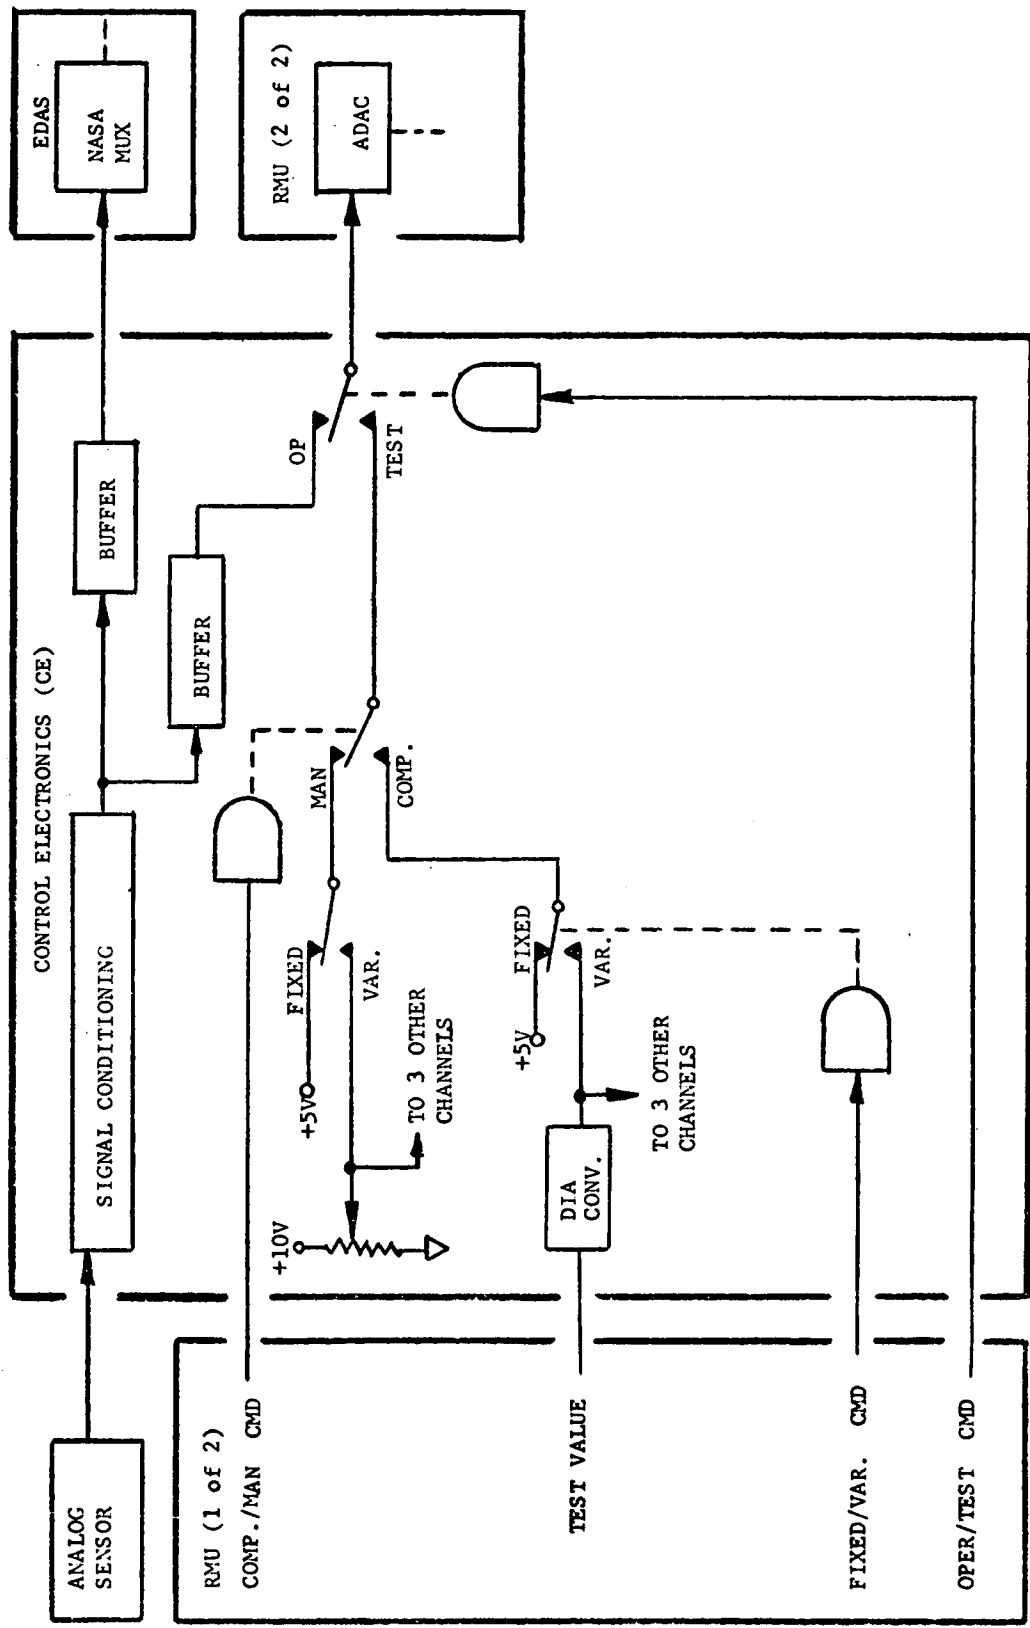 ANALOG
SENSOR
RMU (1 of 2)
COMP./MAN CMD
TEST VALUE
FIXED/VAR. CMD
OPER/TEST CMD
CONTROL ELECTRONICS (CE)
SIGNAL CONDITIONING
BUFFER
BUFFER
+10V
+5V
FIXED
VAR.
TO 3 OTHER
CHANNELS
MAN
COMP.
OP
TEST
DIA
CONV.
+5V
FIXED
VAR.
TO 3 OTHER
CHANNELS
EDAS
NASA
MUX
RMU (2 of 2)
ADAC